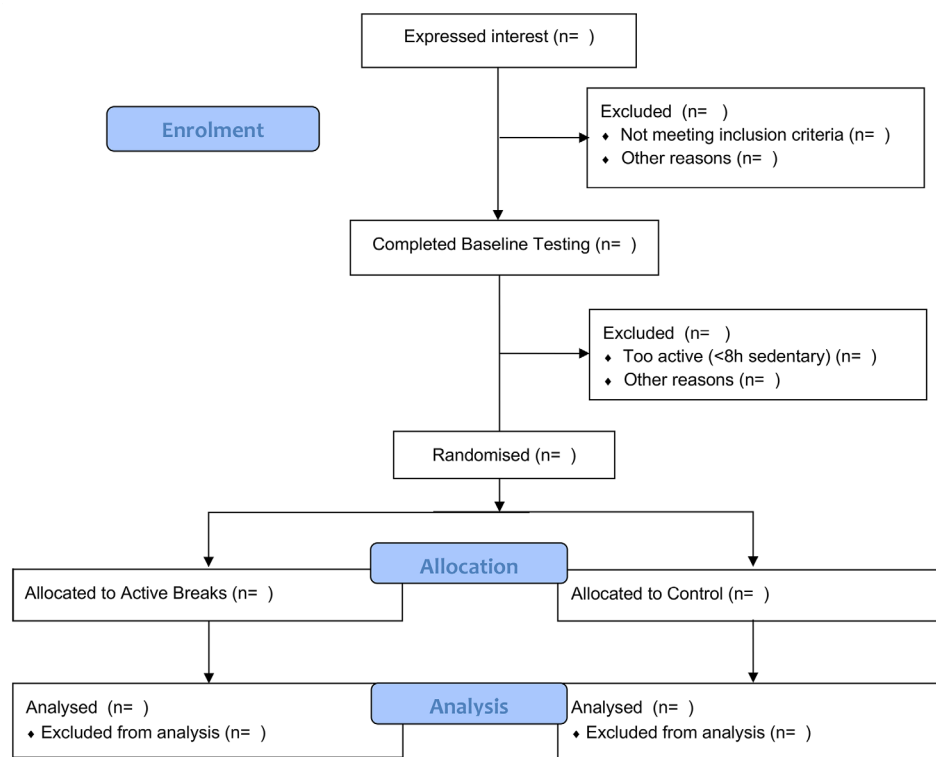 Expressed interest (n=  )
Enrolment
Excluded  (n=   )
♦ Not meeting inclusion criteria (n=  )
♦ Other reasons (n=  )
Completed Baseline Testing (n=  )
Excluded  (n=   )
♦ Too active (<8h sedentary) (n=  )
♦ Other reasons (n=  )
Randomised (n=  )
Allocation
Allocated to Active Breaks (n=  )
Allocated to Control (n=  )
Analysis
Analysed  (n=  )
♦ Excluded from analysis (n=  )
Analysed  (n=  )
♦ Excluded from analysis (n=  )